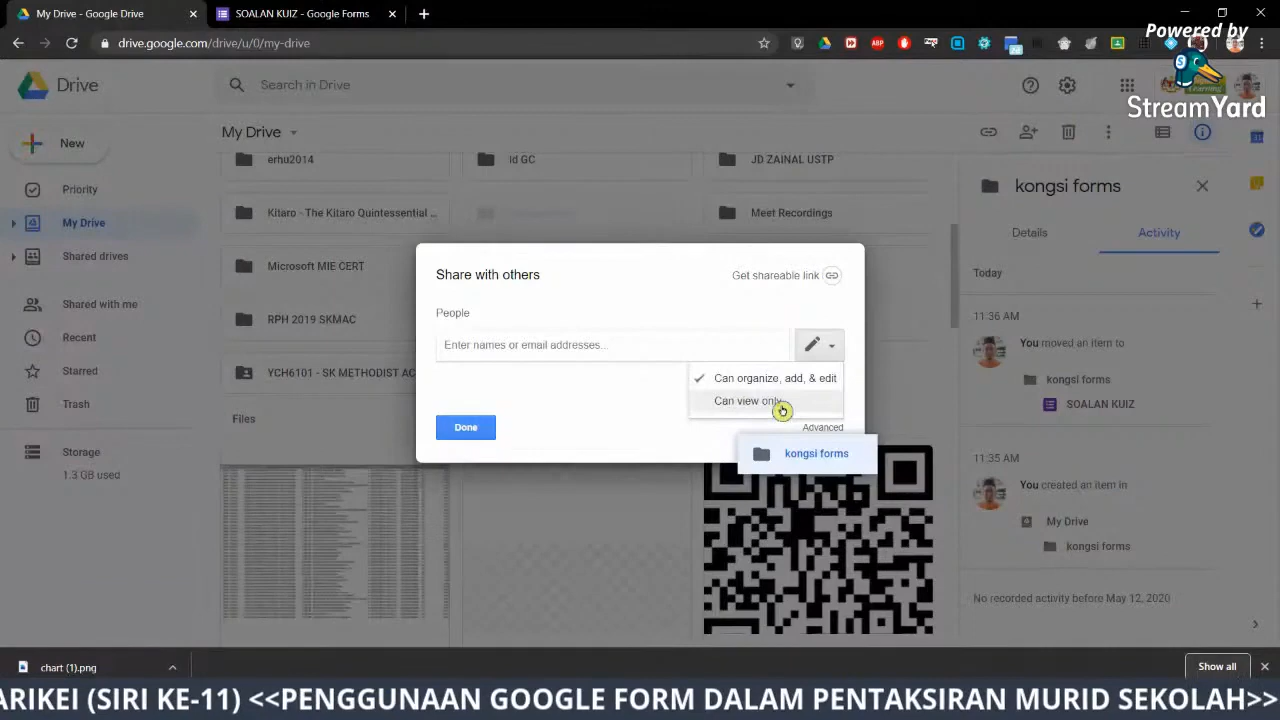 My Drive - Google Drive
SOALAN KUIZ - Google Forms
drive.google.com/drive/u/0/my-drive
Powered by
StreamYard
Drive
Search in Drive
New
My Drive
Priority
My Drive
Shared drives
Shared with me
Recent
Starred
Trash
Storage
1.3 GB used
erhu2014
id GC
JD ZAINAL USTP
Kitaro - The Kitaro Quintessential ...
Meet Recordings
Microsoft MIE CERT
RPH 2019 SKMAC
YCH6101 - SK METHODIST AC
Files
Share with others
Get shareable link
People
Enter names or email addresses...
Can organize, add, & edit
Can view only
Done
Advanced
kongsi forms
kongsi forms
Details
Activity
Today
11:36 AM
You moved an item to
kongsi forms
SOALAN KUIZ
11:35 AM
You created an item in
My Drive
kongsi forms
No recorded activity before May 12, 2020
chart (1).png
Show all
ARIKEI (SIRI KE-11) <<PENGGUNAAN GOOGLE FORM DALAM PENTAKSIRAN MURID SEKOLAH>>